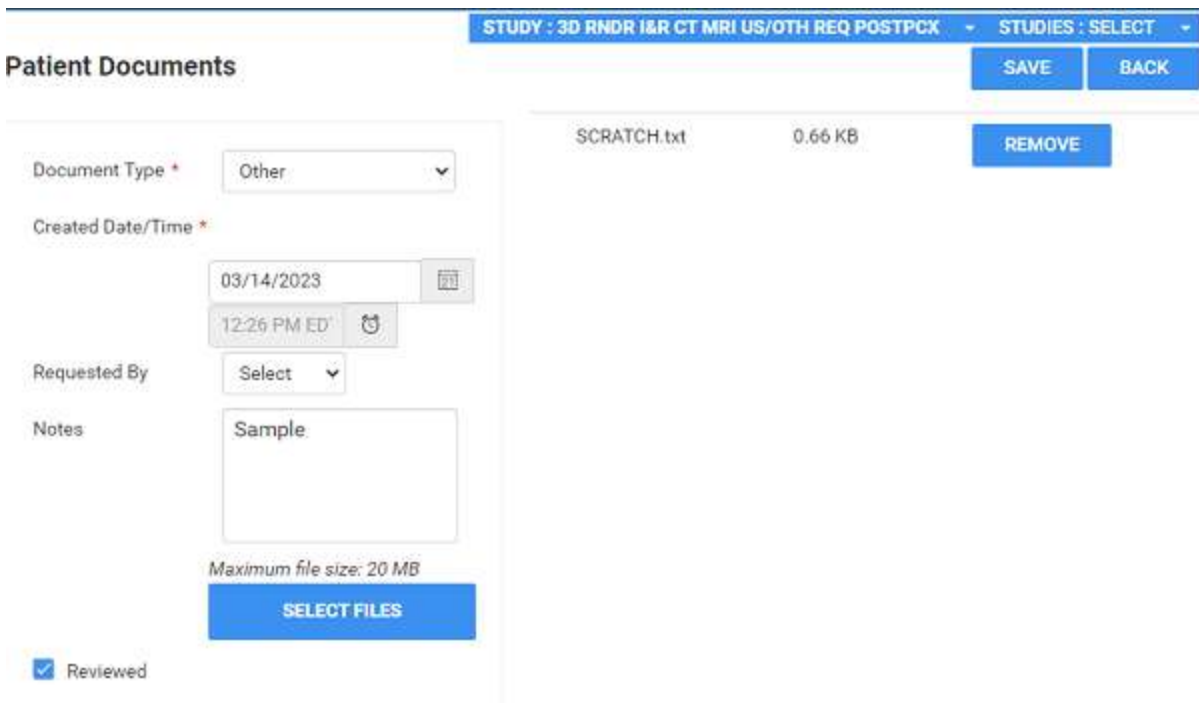 STUDY : 3D RNDR I&R CT MRI US/OTH REQ POSTPCX STUDIES : SELECT
Patient Documents
SAVE BACK
SCRATCH.txt 0.66 KB REMOVE
Document Type * Other
Created Date/Time *
03/14/2023
12:26 PM ED
Requested By Select
Notes Sample
Maximum file size: 20 MB
SELECT FILES
Reviewed